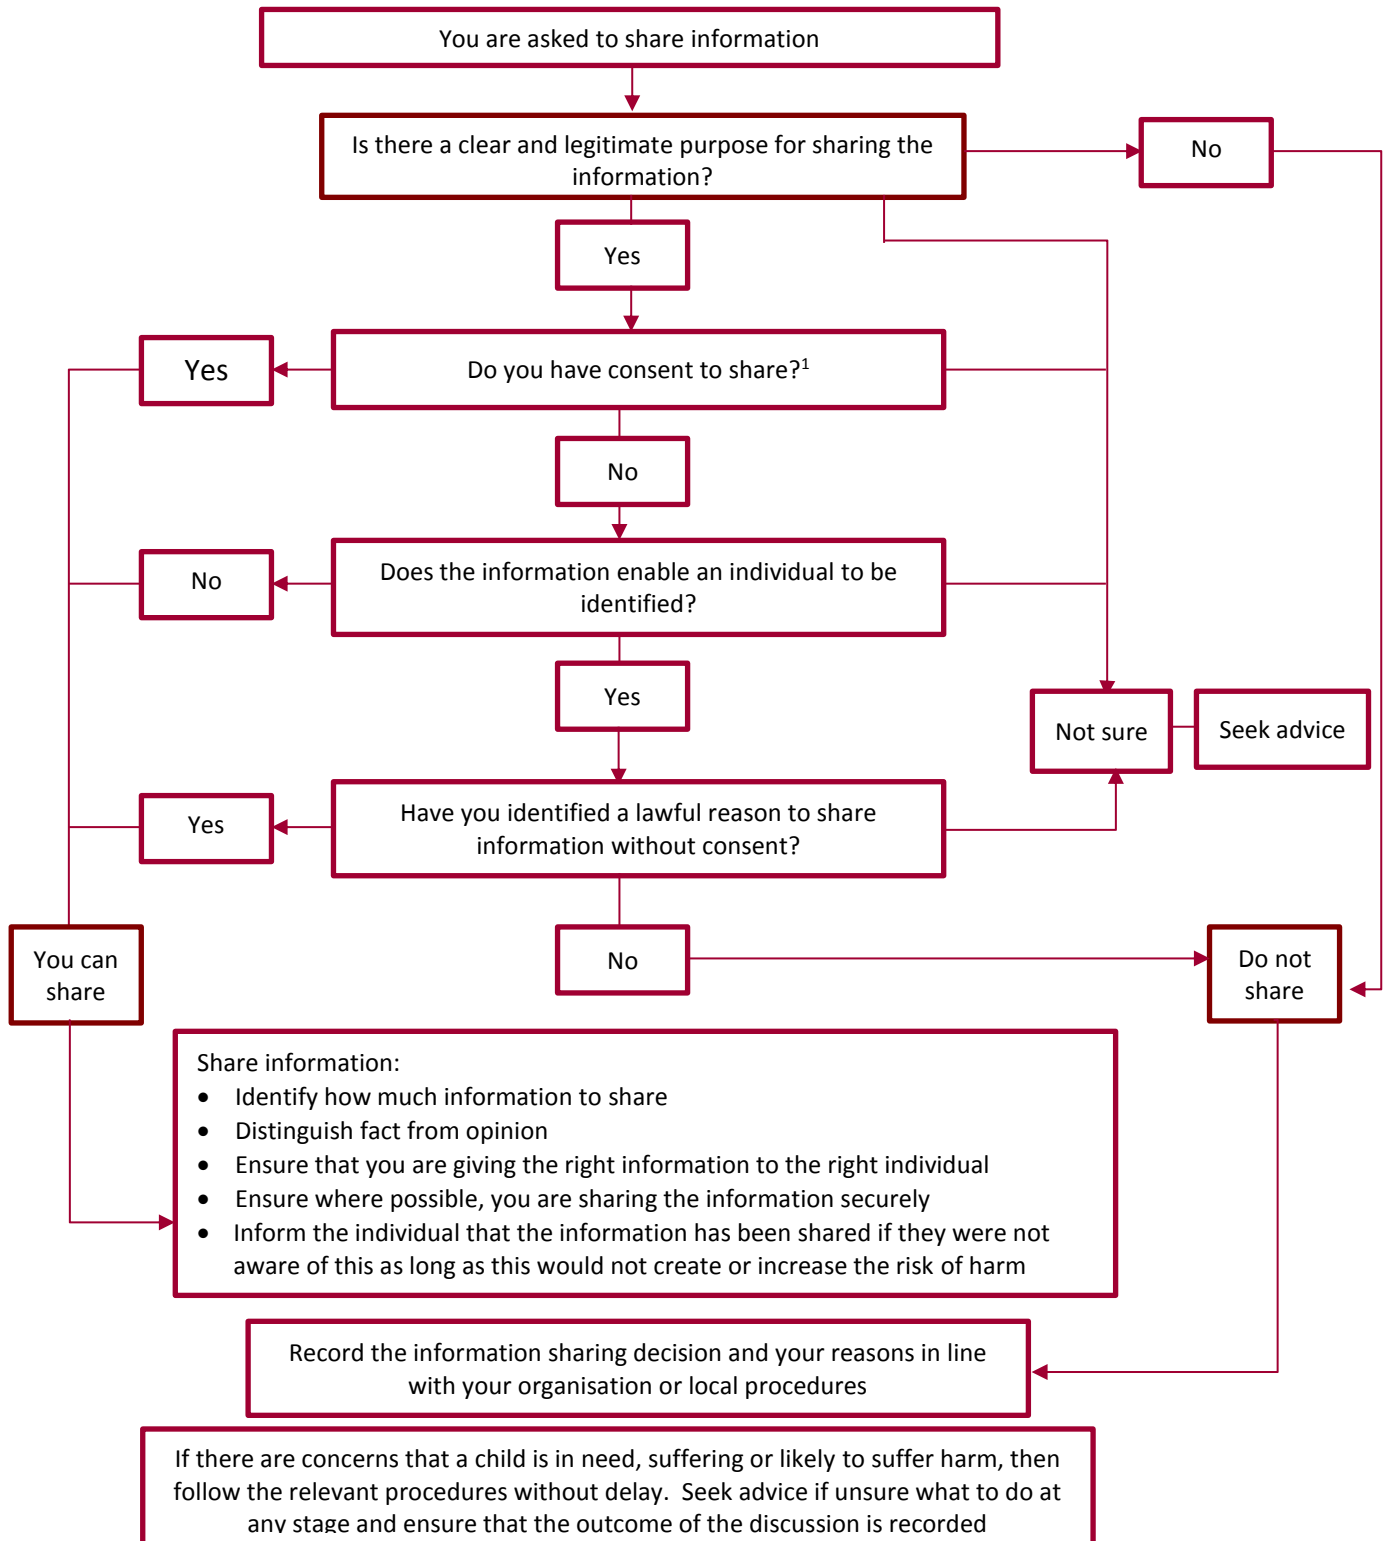 You are asked to share information
Is there a clear and legitimate purpose for sharing the
information?
No
Yes
Yes
Do you have consent to share?¹
No
No
Does the information enable an individual to be
identified?
Yes
Not sure
Seek advice
Yes
Have you identified a lawful reason to share
information without consent?
You can
share
No
Do not
share
Share information:
• Identify how much information to share
• Distinguish fact from opinion
• Ensure that you are giving the right information to the right individual
• Ensure where possible, you are sharing the information securely
• Inform the individual that the information has been shared if they were not
aware of this as long as this would not create or increase the risk of harm
Record the information sharing decision and your reasons in line
with your organisation or local procedures
If there are concerns that a child is in need, suffering or likely to suffer harm, then
follow the relevant procedures without delay.  Seek advice if unsure what to do at
any stage and ensure that the outcome of the discussion is recorded